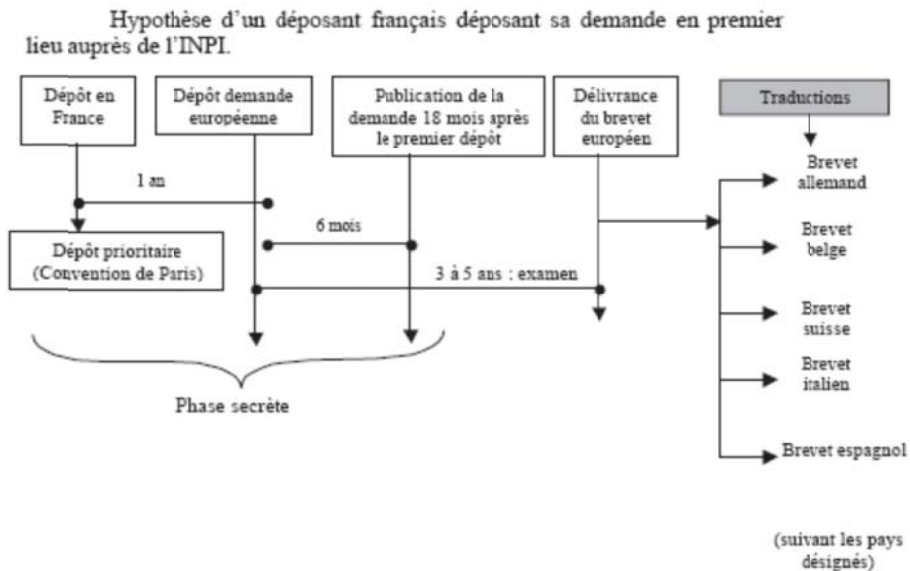 Hypothèse d'un déposant français déposant sa demande en premier
lieu auprès de l'INPI.
Dépôt en
France
Dépôt demande
européenne
Publication de la
demande 18 mois après
le premier dépôt
Délivrance
du brevet
européen
Traductions
1 an
Brevet
allemand
6 mois
Dépôt prioritaire
(Convention de Paris)
Brevet
belge
3 à 5 ans : examen
Brevet
suisse
Brevet
italien
Phase secrète
Brevet espagnol
(suivant les pays
désignés)